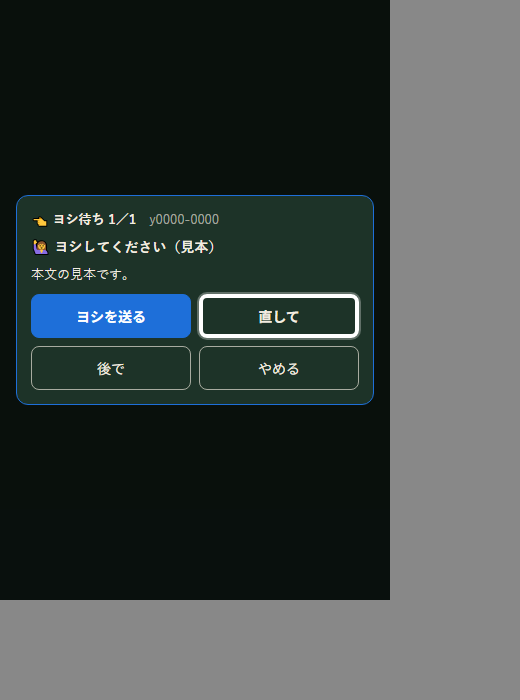 👈 ヨシ待ち 1／1 y0000-0000
🙋 ヨシしてください（見本）
本文の見本です。
ヨシを送る 直して
後で やめる